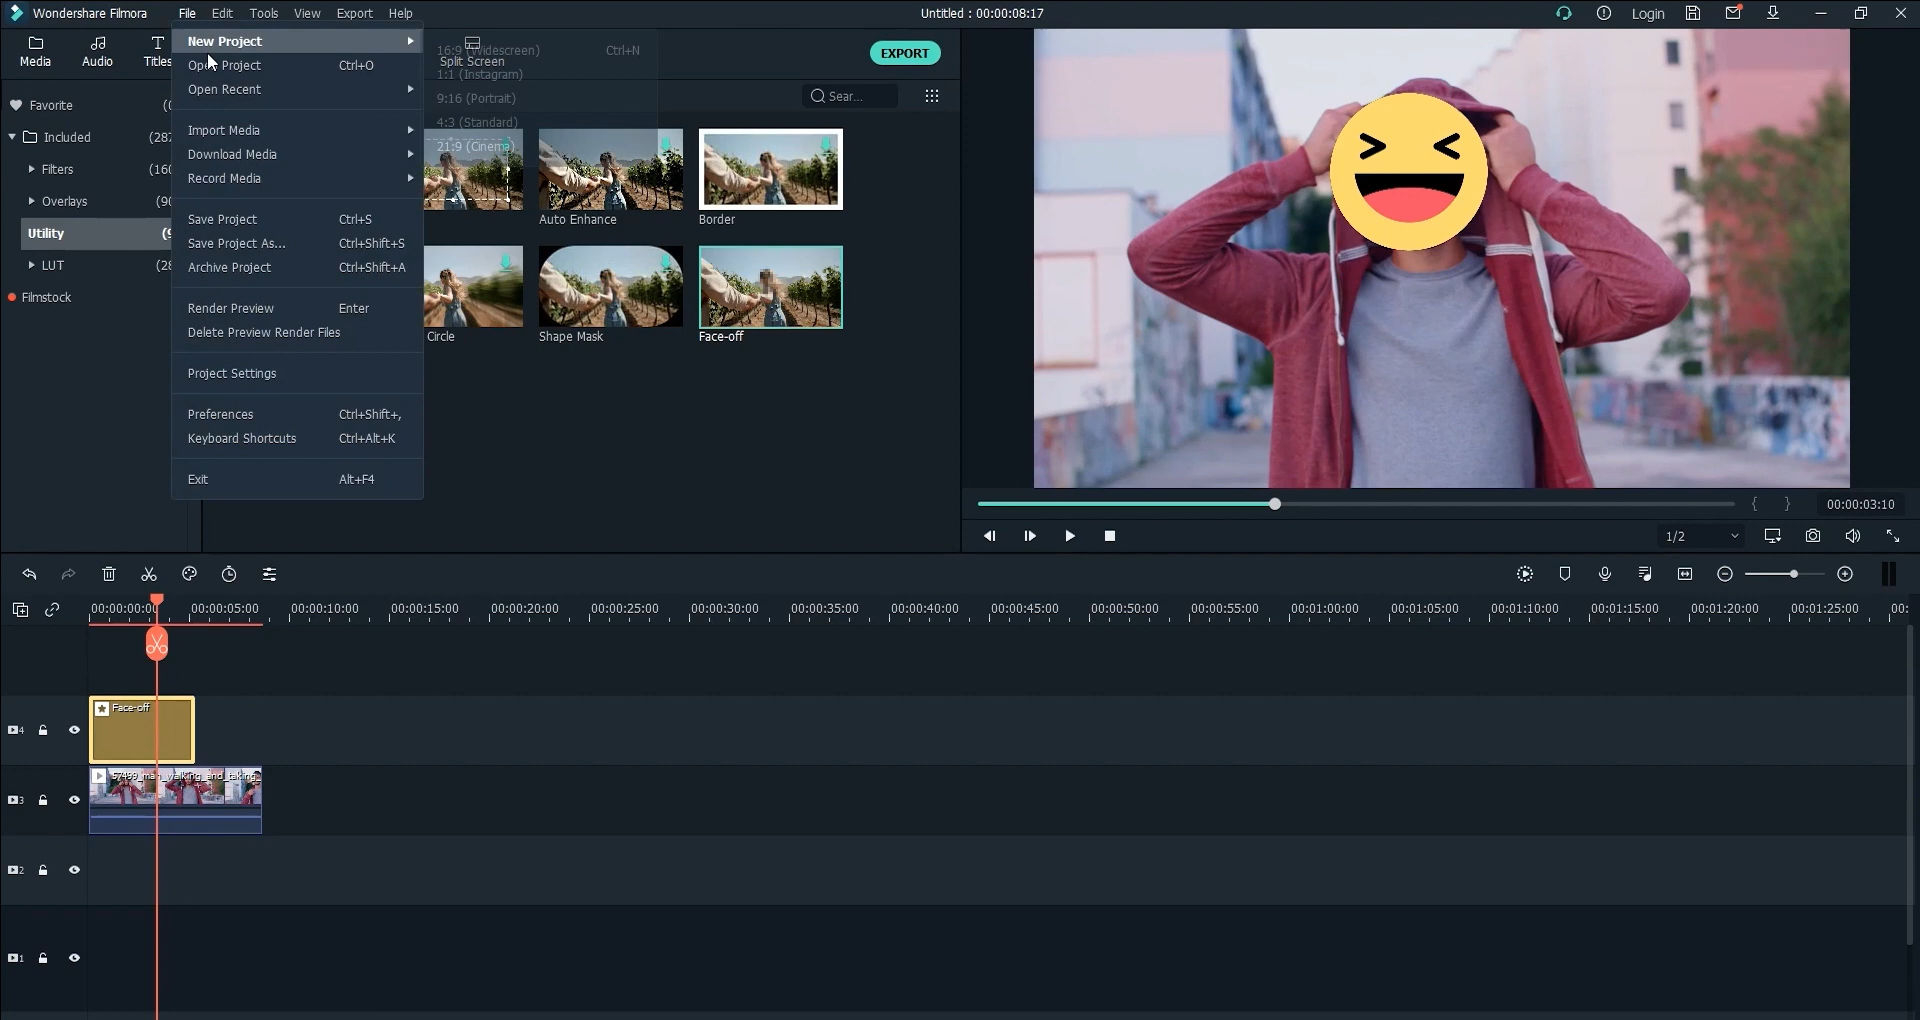 Wondershare Filmora File Edit Tools View Export Help Untitled : 00:00:08:17 Login
Media Audio Titles Split Screen EXPORT
New Project
Open Project Ctrl+O
Open Recent
Import Media
Download Media
Record Media
Save Project Ctrl+S
Save Project As... Ctrl+Shift+S
Archive Project Ctrl+Shift+A
Render Preview Enter
Delete Preview Render Files
Project Settings
Preferences Ctrl+Shift+,
Keyboard Shortcuts Ctrl+Alt+K
Exit Alt+F4
16:9 (Widescreen) Ctrl+N
1:1 (Instagram)
9:16 (Portrait)
4:3 (Standard)
21:9 (Cinema)
Favorite
Included
Filters
Overlays
Utility
LUT
Filmstock
Sear...
Auto Enhance Border
Circle Shape Mask Face-off
{ } 00:00:03:10
1/2
00:00:00:00 00:00:05:00 00:00:10:00 00:00:15:00 00:00:20:00 00:00:25:00 00:00:30:00 00:00:35:00 00:00:40:00 00:00:45:00 00:00:50:00 00:00:55:00 00:01:00:00 00:01:05:00 00:01:10:00 00:01:15:00 00:01:20:00 00:01:25:00 00:
4 Face-off
3 57499_man_walking_and_taking_
2
1